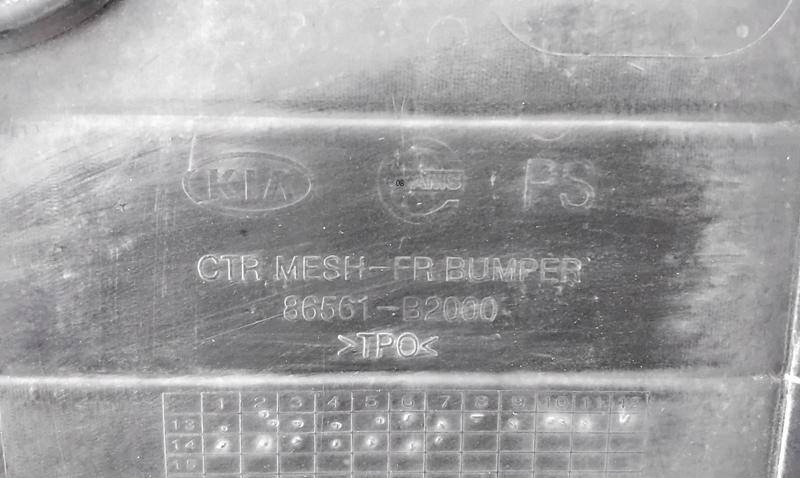 KIA PS
CTR MESH-FR BUMPER
86561-B2000
>TPO<
1 2 3 4 5 6 7 8 9 10 11 12
13
14
15